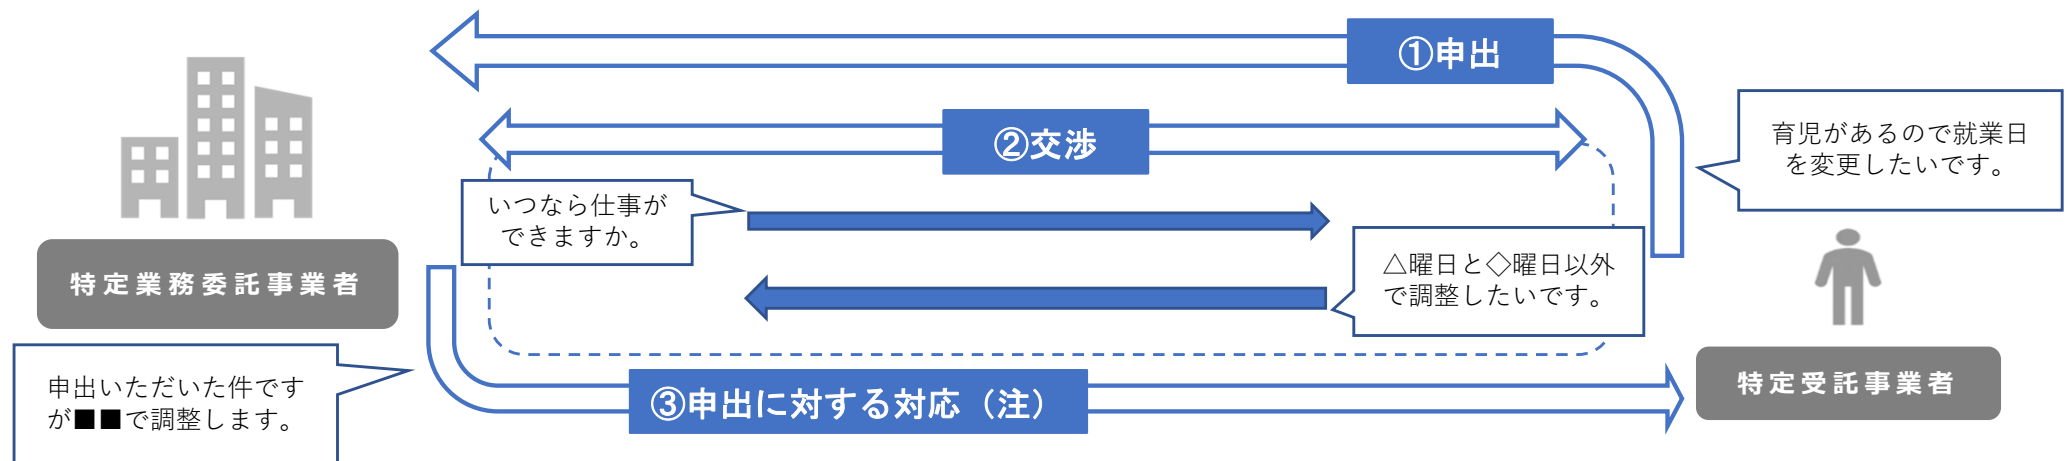 ①申出
②交渉
育児があるので就業日
を変更したいです。
いつなら仕事が
できますか。
△曜日と◇曜日以外
で調整したいです。
特定業務委託事業者
特定受託事業者
申出いただいた件です
が■■で調整します。
③申出に対する対応（注）